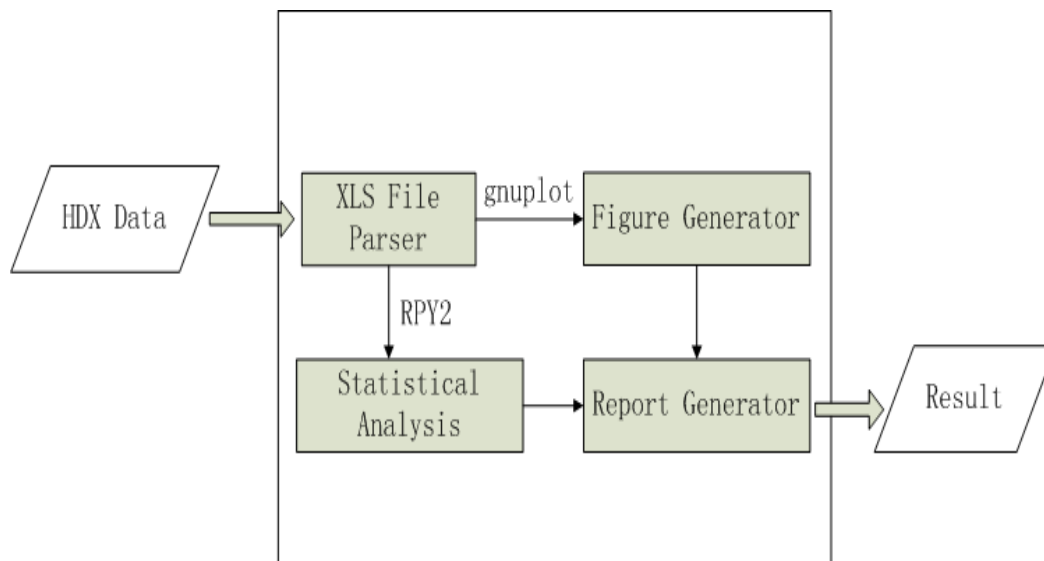 HDX Data
XLS File
Parser
gnuplot
Figure Generator
RPY2
Statistical
Analysis
Report Generator
Result